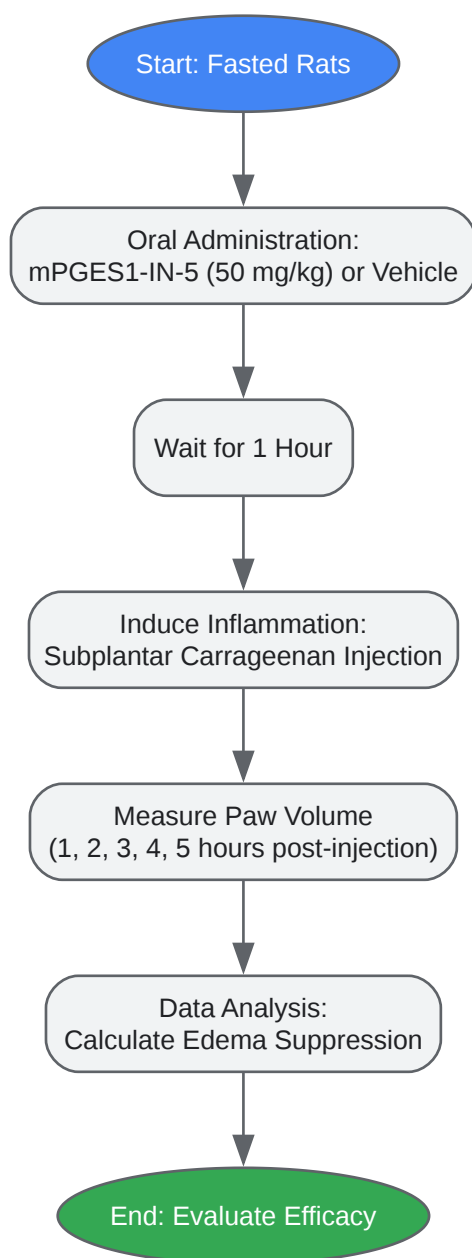 Start: Fasted Rats
Oral Administration:
mPGES1-IN-5 (50 mg/kg) or Vehicle
Wait for 1 Hour
Induce Inflammation:
Subplantar Carrageenan Injection
Measure Paw Volume
(1, 2, 3, 4, 5 hours post-injection)
Data Analysis:
Calculate Edema Suppression
End: Evaluate Efficacy